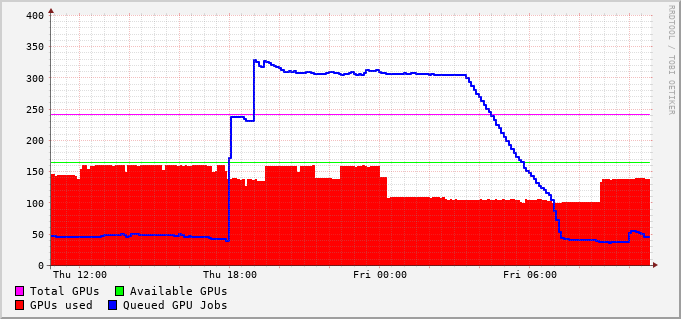 400
350
300
250
200
150
100
50
0
Thu 12:00 Thu 18:00 Fri 00:00 Fri 06:00
Total GPUs Available GPUs
GPUs used Queued GPU Jobs
RRDTOOL / TOBI OETIKER